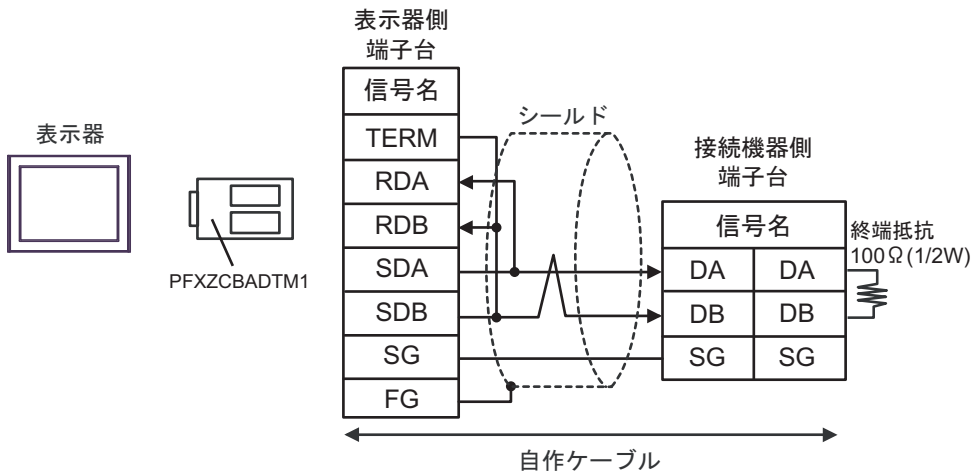 表示器
PFXZCBADTM1
表示器側
端子台
信号名
TERM
RDA
RDB
SDA
SDB
SG
FG
シールド
接続機器側
端子台
信号名
DA DA
DB DB
SG SG
終端抵抗
100Ω(1/2W)
自作ケーブル